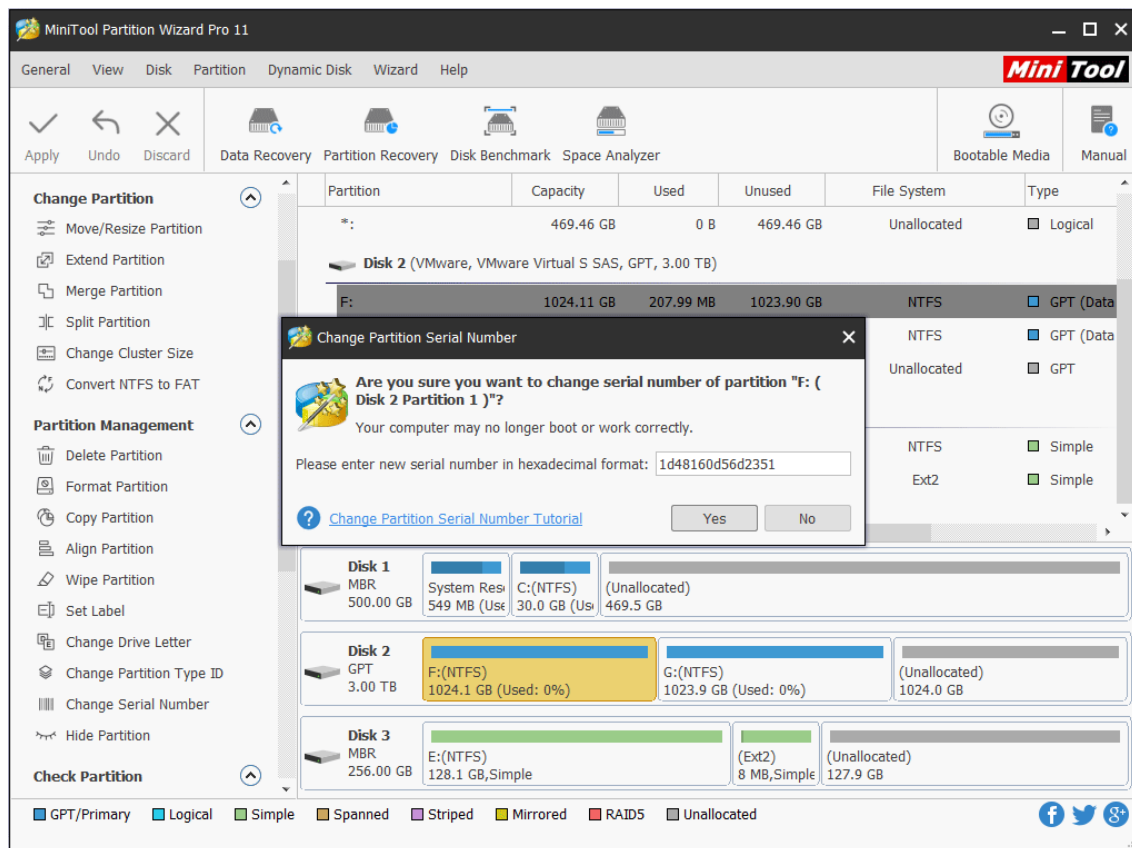 MiniTool Partition Wizard Pro 11
General View Disk Partition Dynamic Disk Wizard Help
Mini Tool
Apply Undo Discard Data Recovery Partition Recovery Disk Benchmark Space Analyzer Bootable Media Manual
Change Partition
Move/Resize Partition
Extend Partition
Merge Partition
Split Partition
Change Cluster Size
Convert NTFS to FAT
Partition Management
Delete Partition
Format Partition
Copy Partition
Align Partition
Wipe Partition
Set Label
Change Drive Letter
Change Partition Type ID
Change Serial Number
Hide Partition
Check Partition
Partition Capacity Used Unused File System Type
*: 469.46 GB 0 B 469.46 GB Unallocated Logical
Disk 2 (VMware, VMware Virtual S SAS, GPT, 3.00 TB)
F: 1024.11 GB 207.99 MB 1023.90 GB NTFS GPT (Data
NTFS GPT (Data
Unallocated GPT
NTFS Simple
Ext2 Simple
Change Partition Serial Number
Are you sure you want to change serial number of partition "F: (
Disk 2 Partition 1 )"?
Your computer may no longer boot or work correctly.
Please enter new serial number in hexadecimal format: 1d48160d56d2351
Change Partition Serial Number Tutorial
Yes No
Disk 1
MBR
500.00 GB
System Res
549 MB (Use
C:(NTFS)
30.0 GB (Us
(Unallocated)
469.5 GB
Disk 2
GPT
3.00 TB
F:(NTFS)
1024.1 GB (Used: 0%)
G:(NTFS)
1023.9 GB (Used: 0%)
(Unallocated)
1024.0 GB
Disk 3
MBR
256.00 GB
E:(NTFS)
128.1 GB,Simple
(Ext2)
8 MB,Simple
(Unallocated)
127.9 GB
GPT/Primary Logical Simple Spanned Striped Mirrored RAID5 Unallocated